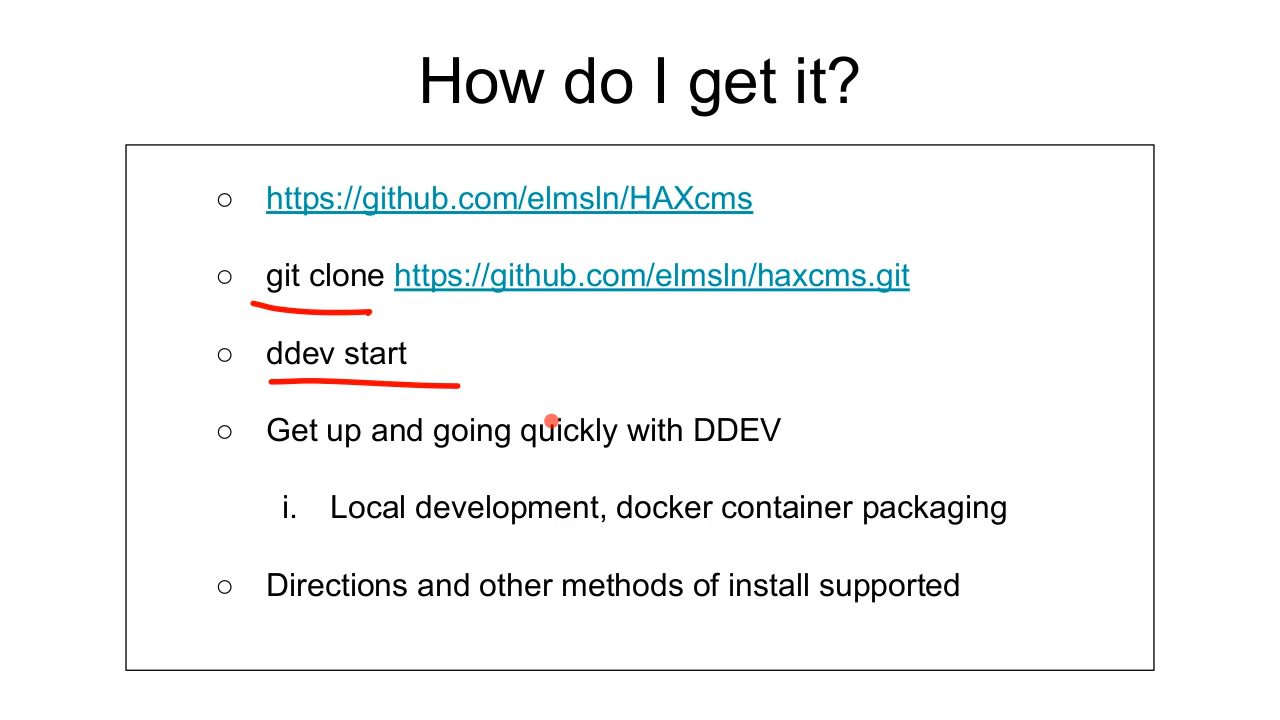 How do I get it?
○ https://github.com/elmsln/HAXcms
○ git clone https://github.com/elmsln/haxcms.git
○ ddev start
○ Get up and going quickly with DDEV
i. Local development, docker container packaging
○ Directions and other methods of install supported